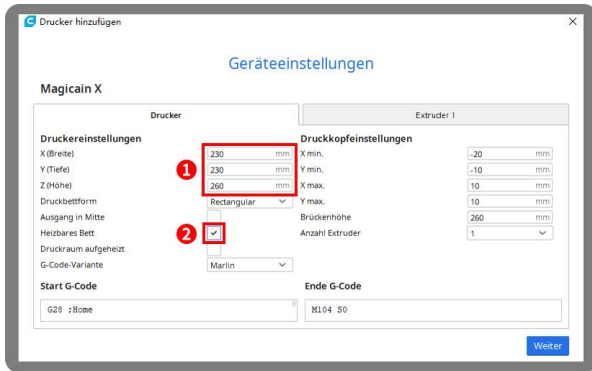 Drucker hinzufügen
Geräteeinstellungen
Magicain X
Drucker
Extruder 1
Druckereinstellungen
X (Breite) 230 mm
Y (Tiefe) 230 mm
Z (Höhe) 260 mm
Druckbettform Rectangular
Ausgang in Mitte
Heizbares Bett
Druckraum aufgeheizt
G-Code-Variante Marlin
1
2
Druckkopfeinstellungen
X min. -20 mm
Y min. -10 mm
X max. 10 mm
Y max. 10 mm
Brückenhöhe 260 mm
Anzahl Extruder 1
Start G-Code
G28 ;Home
Ende G-Code
M104 S0
Weiter